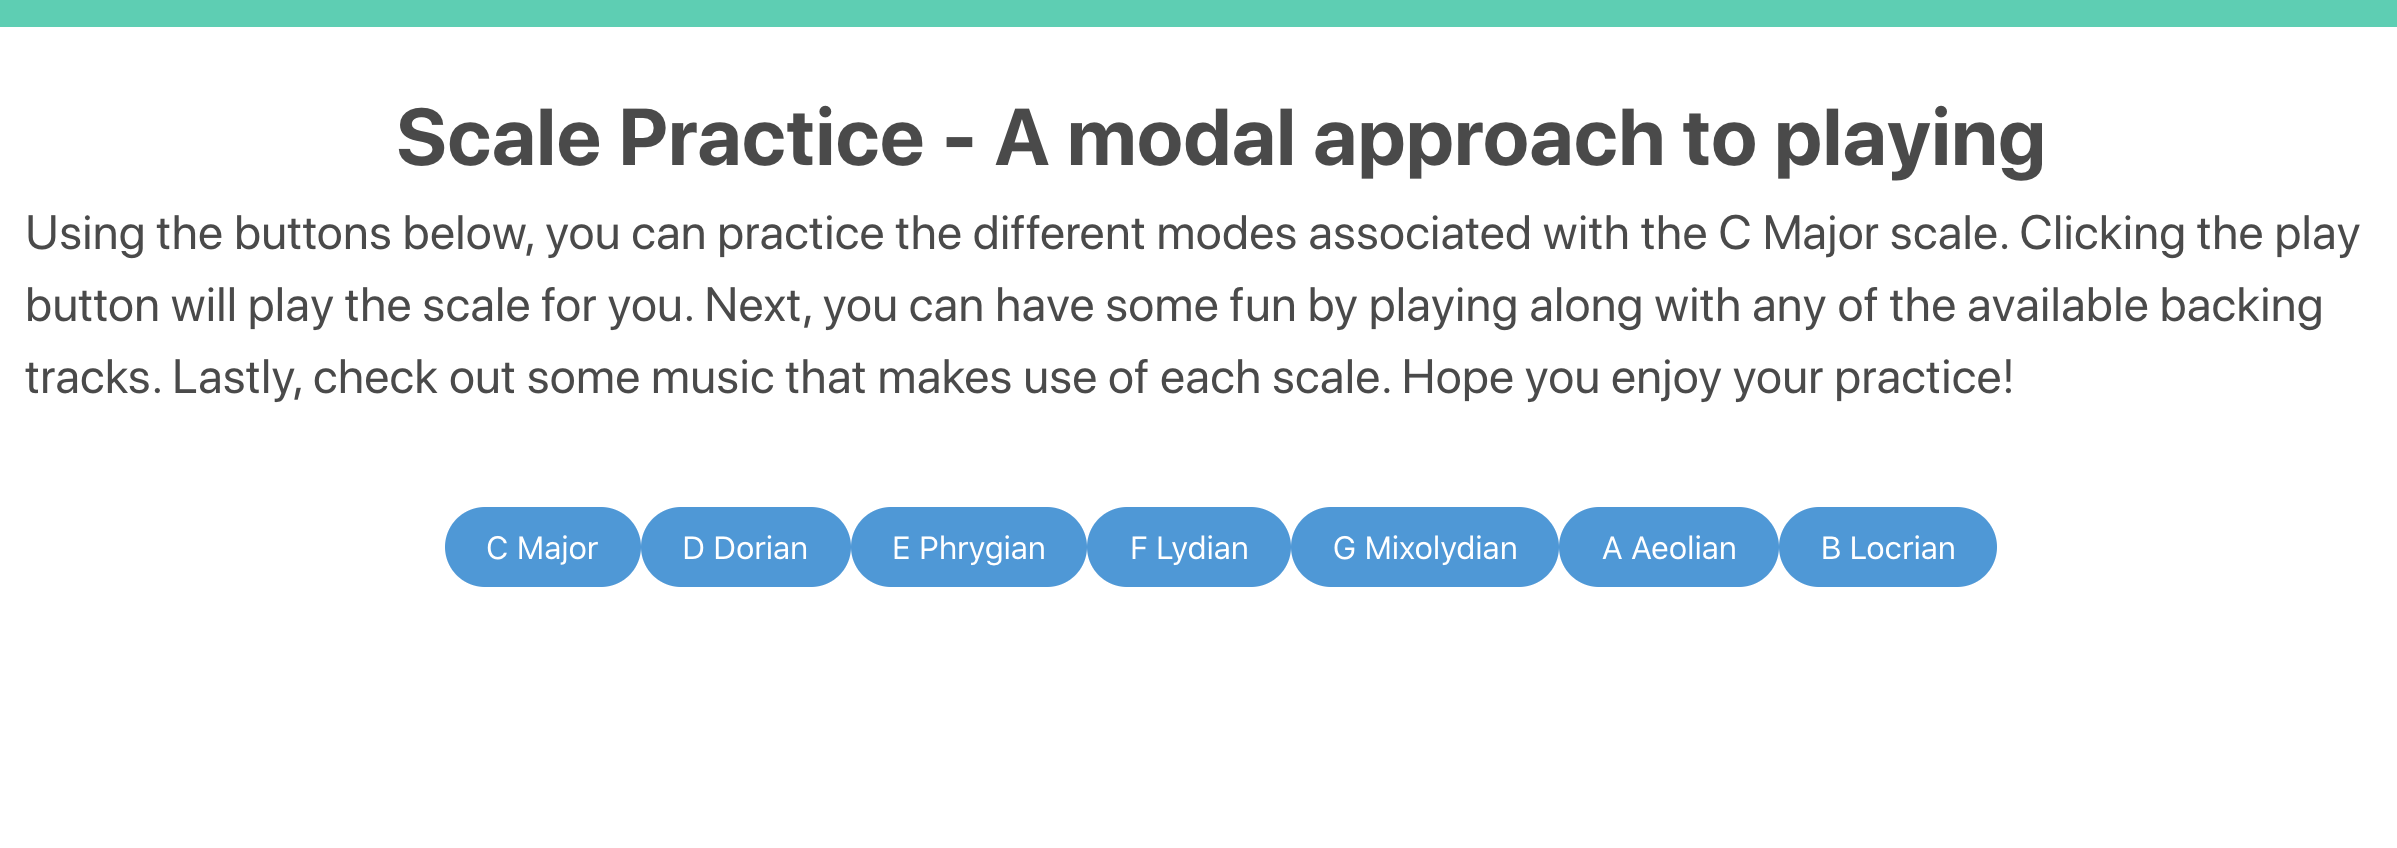 Scale Practice - A modal approach to playing
Using the buttons below, you can practice the different modes associated with the C Major scale. Clicking the play
button will play the scale for you. Next, you can have some fun by playing along with any of the available backing
tracks. Lastly, check out some music that makes use of each scale. Hope you enjoy your practice!
C Major D Dorian E Phrygian F Lydian G Mixolydian A Aeolian B Locrian